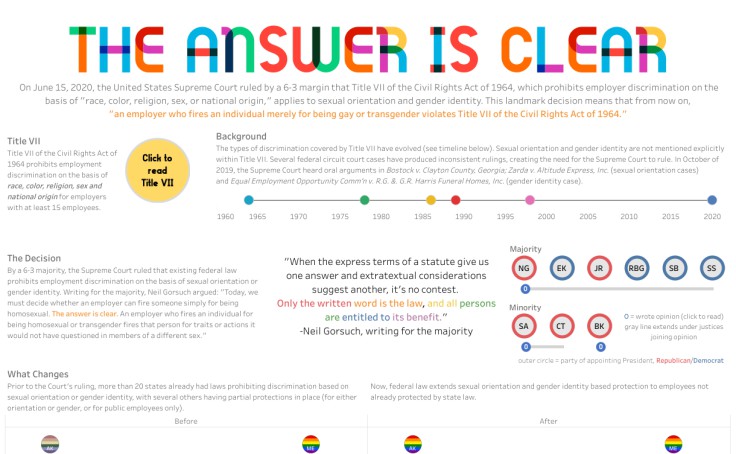 THE ANSWER IS CLEAR
On June 15, 2020, the United States Supreme Court ruled by a 6-3 margin that Title VII of the Civil Rights Act of 1964, which prohibits employer discrimination on the
basis of "race, color, religion, sex, or national origin," applies to sexual orientation and gender identity. This landmark decision means that from now on,
"an employer who fires an individual merely for being gay or transgender violates Title VII of the Civil Rights Act of 1964."
Title VII
Title VII of the Civil Rights Act of
1964 prohibits employment
discrimination on the basis of
race, color, religion, sex and
national origin for employers
with at least 15 employees.
Click to
read
Title VII
Background
The types of discrimination covered by Title VII have evolved (see timeline below). Sexual orientation and gender identity are not mentioned explicitly
within Title VII. Several federal circuit court cases have produced inconsistent rulings, creating the need for the Supreme Court to rule. In October of
2019, the Supreme Court heard oral arguments in Bostock v. Clayton County, Georgia; Zarda v. Altitude Express, Inc. (sexual orientation cases)
and Equal Employment Opportunity Comm'n v. R.G. & G.R. Harris Funeral Homes, Inc. (gender identity case).
1960 1965 1970 1975 1980 1985 1990 1995 2000 2005 2010 2015 2020
The Decision
By a 6-3 majority, the Supreme Court ruled that existing federal law
prohibits employment discrimination on the basis of sexual orientation or
gender identity. Writing for the majority, Neil Gorsuch argued: "Today, we
must decide whether an employer can fire someone simply for being
homosexual. The answer is clear. An employer who fires an individual for
being homosexual or transgender fires that person for traits or actions it
would not have questioned in members of a different sex."
"When the express terms of a statute give us
one answer and extratextual considerations
suggest another, it's no contest.
Only the written word is the law, and all persons
are entitled to its benefit."
-Neil Gorsuch, writing for the majority
Majority
NG EK JR RBG SB SS
O
Minority
SA CT BK
O O
O = wrote opinion (click to read)
gray line extends under justices
joining opinion
outer circle = party of appointing President, Republican/Democrat
What Changes
Prior to the Court's ruling, more than 20 states already had laws prohibiting discrimination based on
sexual orientation or gender identity, with several others having partial protections in place (for either
orientation or gender, or for public employees only).
Now, federal law extends sexual orientation and gender identity based protection to employees not
already protected by state law.
Before After
ME AK ME